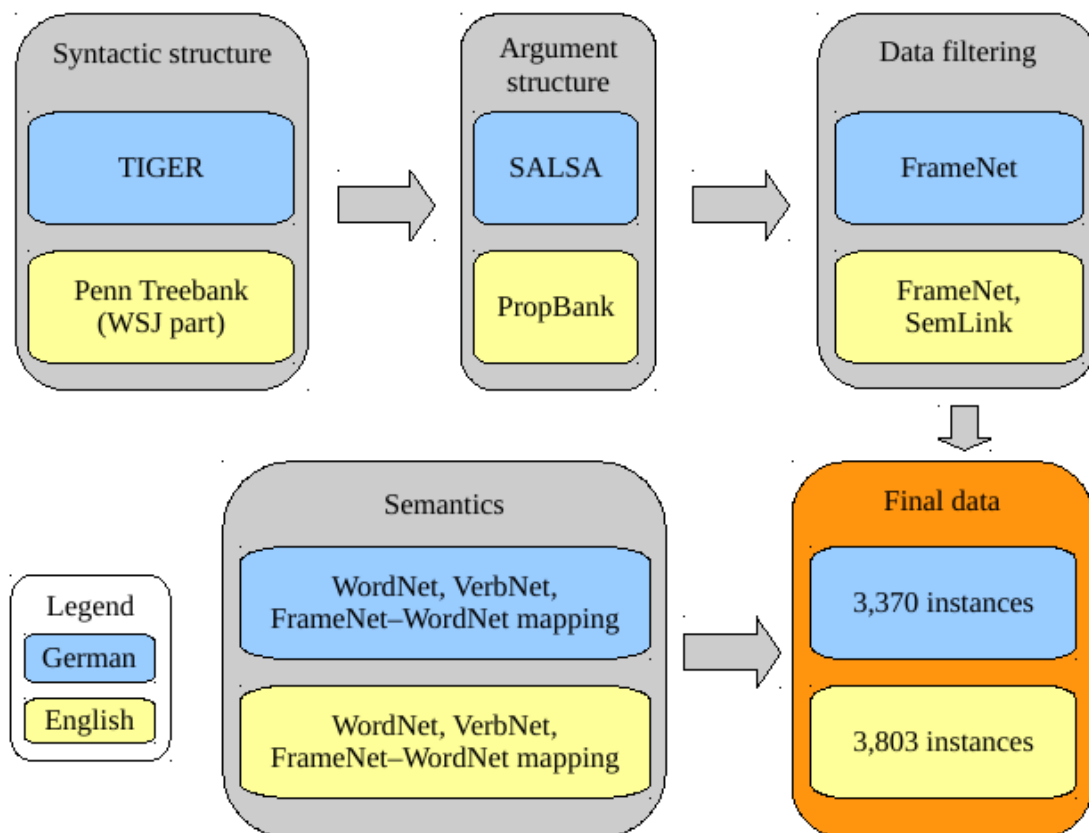 Syntactic structure
TIGER
Penn Treebank
(WSJ part)
Argument
structure
SALSA
PropBank
Data filtering
FrameNet
FrameNet,
SemLink
Legend
German
English
Semantics
WordNet, VerbNet,
FrameNet–WordNet mapping
WordNet, VerbNet,
FrameNet–WordNet mapping
Final data
3,370 instances
3,803 instances